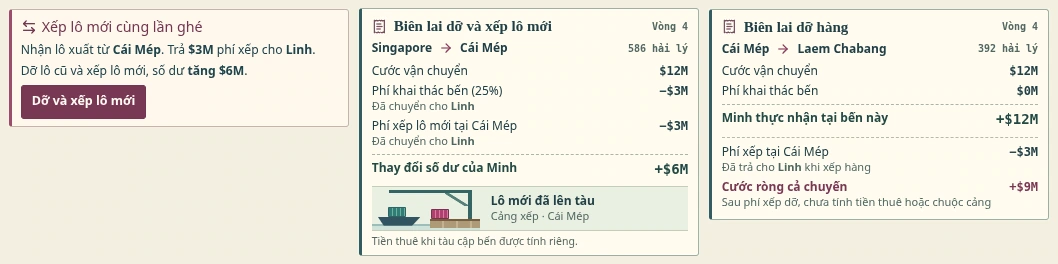 Xếp lô mới cùng lần ghé
Nhận lô xuất từ Cái Mép. Trả $3M phí xếp cho Linh.
Dỡ lô cũ và xếp lô mới, số dư tăng $6M.
Dỡ và xếp lô mới
Biên lai dỡ và xếp lô mới Vòng 4
Singapore → Cái Mép 586 hải lý
Cước vận chuyển $12M
Phí khai thác bến (25%) −$3M
Đã chuyển cho Linh
Phí xếp lô mới tại Cái Mép −$3M
Đã chuyển cho Linh
Thay đổi số dư của Minh +$6M
Lô mới đã lên tàu
Cảng xếp · Cái Mép
Tiền thuê khi tàu cập bến được tính riêng.
Biên lai dỡ hàng Vòng 4
Cái Mép → Laem Chabang 392 hải lý
Cước vận chuyển $12M
Phí khai thác bến $0M
Minh thực nhận tại bến này +$12M
Phí xếp tại Cái Mép −$3M
Đã trả cho Linh khi xếp hàng
Cước ròng cả chuyến +$9M
Sau phí xếp dỡ, chưa tính tiền thuê hoặc chuộc cảng